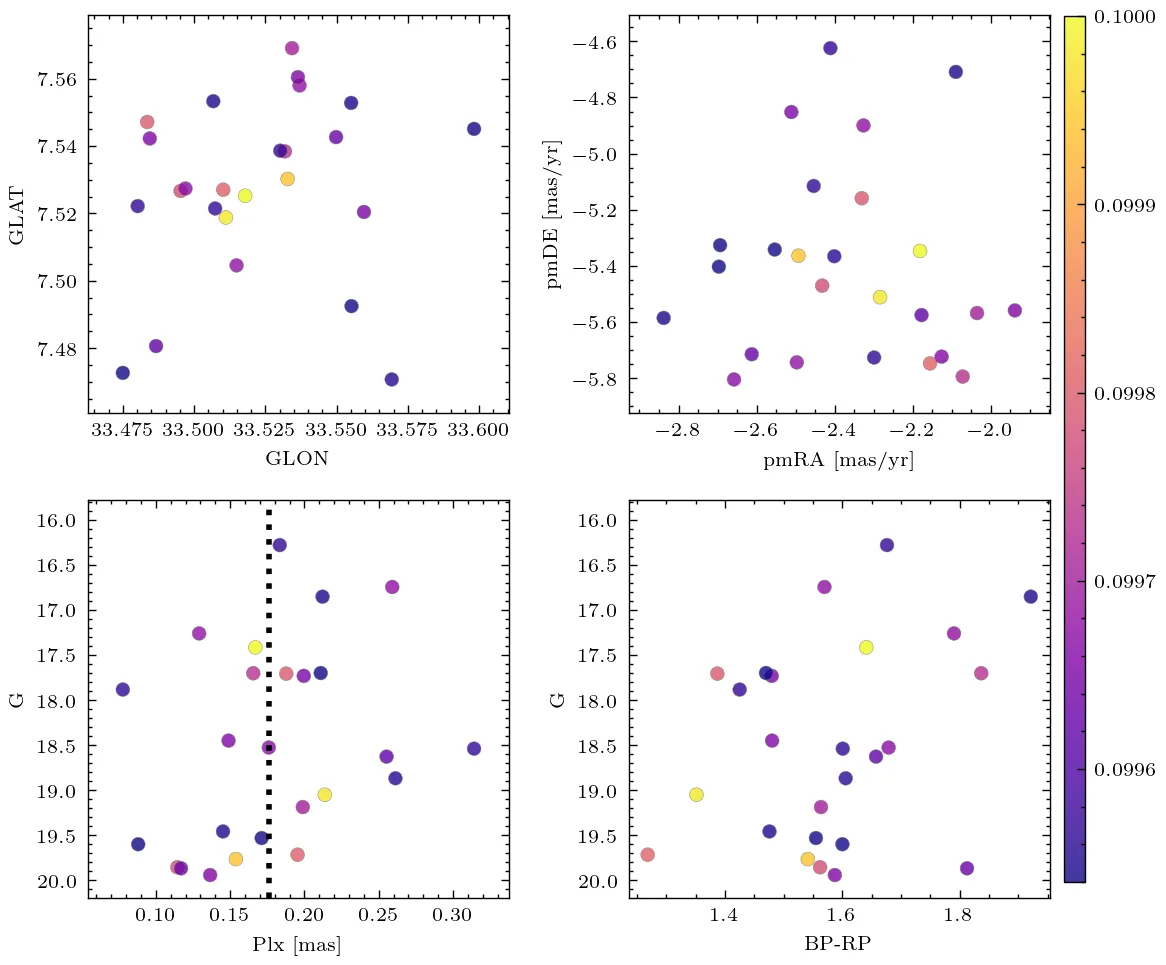 7.56
7.54
7.52
7.50
7.48
GLAT
33.475 33.500 33.525 33.550 33.575 33.600
GLON
−4.6
−4.8
−5.0
−5.2
−5.4
−5.6
−5.8
pmDE [mas/yr]
−2.8 −2.6 −2.4 −2.2 −2.0
pmRA [mas/yr]
16.0
16.5
17.0
17.5
18.0
18.5
19.0
19.5
20.0
G
0.10 0.15 0.20 0.25 0.30
Plx [mas]
16.0
16.5
17.0
17.5
18.0
18.5
19.0
19.5
20.0
G
1.4 1.6 1.8
BP-RP
0.1000
0.0999
0.0998
0.0997
0.0996